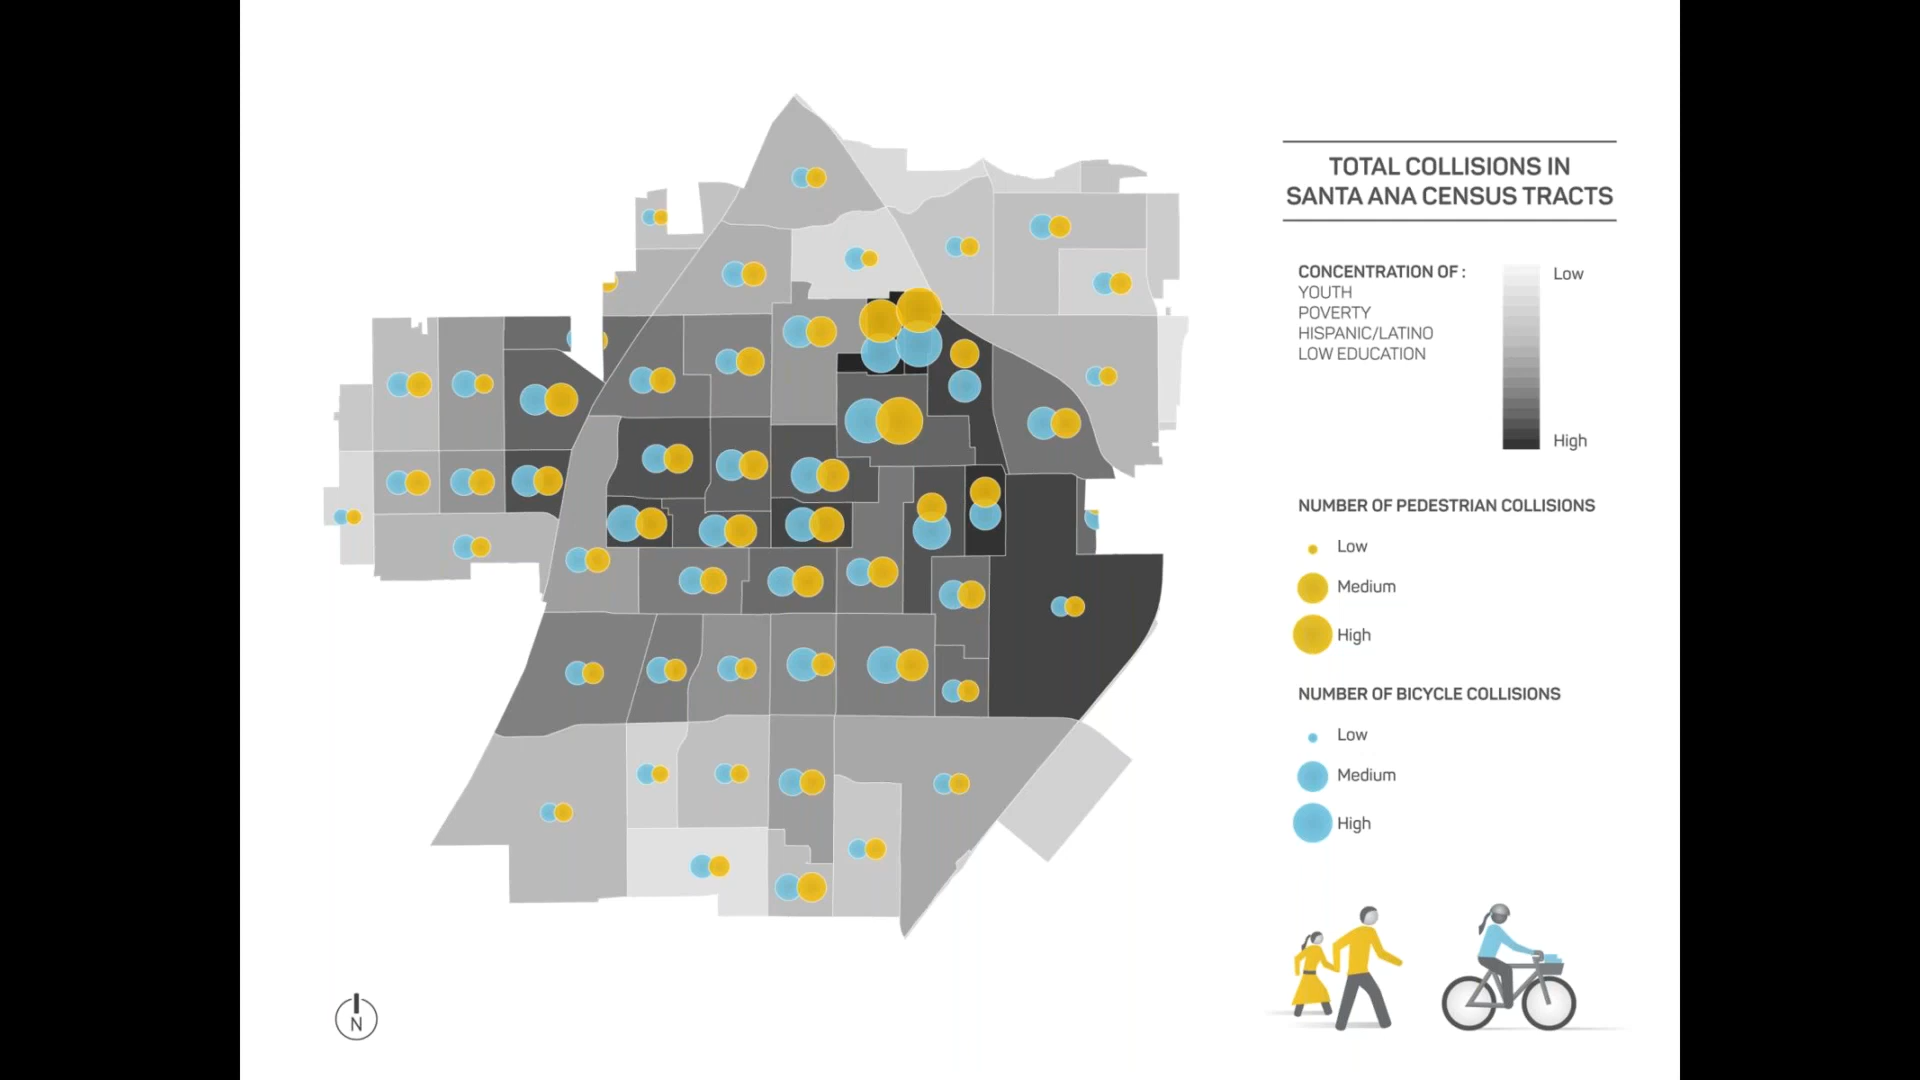 TOTAL COLLISIONS IN
SANTA ANA CENSUS TRACTS
CONCENTRATION OF :
YOUTH
POVERTY
HISPANIC/LATINO
LOW EDUCATION
Low
High
NUMBER OF PEDESTRIAN COLLISIONS
Low
Medium
High
NUMBER OF BICYCLE COLLISIONS
Low
Medium
High
N